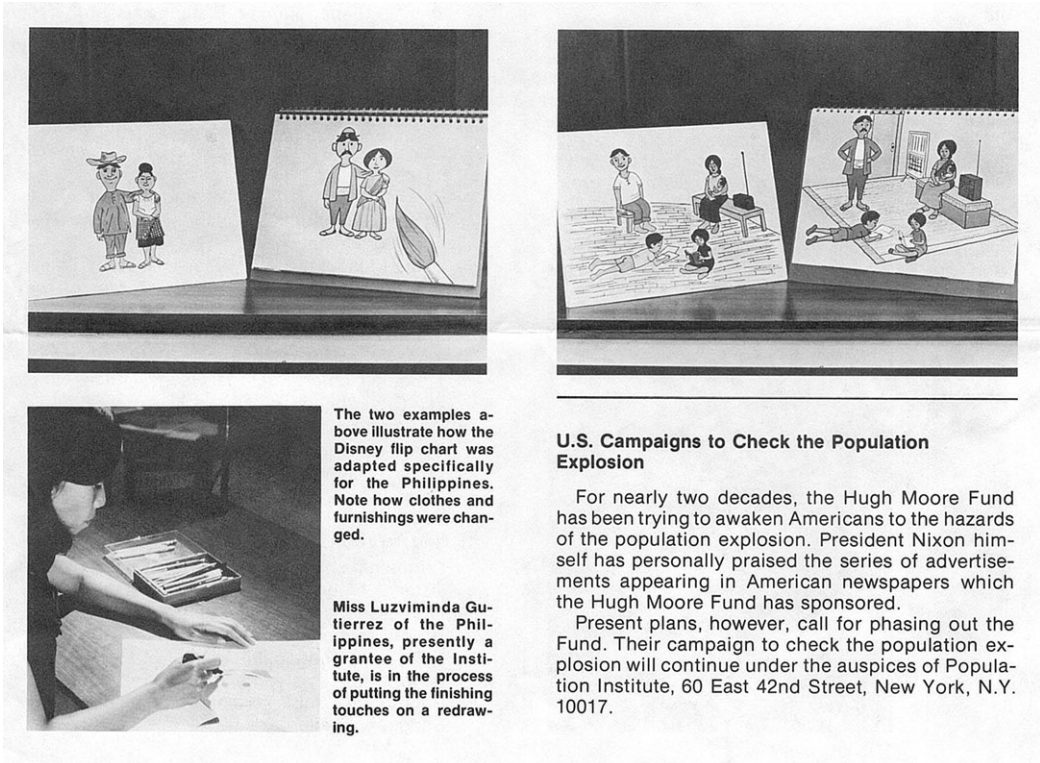 The two examples a-
bove illustrate how the
Disney flip chart was
adapted specifically
for the Philippines.
Note how clothes and
furnishings were chan-
ged.
Miss Luzviminda Gu-
tierrez of the Phil-
ippines, presently a
grantee of the Insti-
tute, is in the process
of putting the finishing
touches on a redraw-
ing.
U.S. Campaigns to Check the Population
Explosion
For nearly two decades, the Hugh Moore Fund
has been trying to awaken Americans to the hazards
of the population explosion. President Nixon him-
self has personally praised the series of advertise-
ments appearing in American newspapers which
the Hugh Moore Fund has sponsored.
Present plans, however, call for phasing out the
Fund. Their campaign to check the population ex-
plosion will continue under the auspices of Popula-
tion Institute, 60 East 42nd Street, New York, N.Y.
10017.